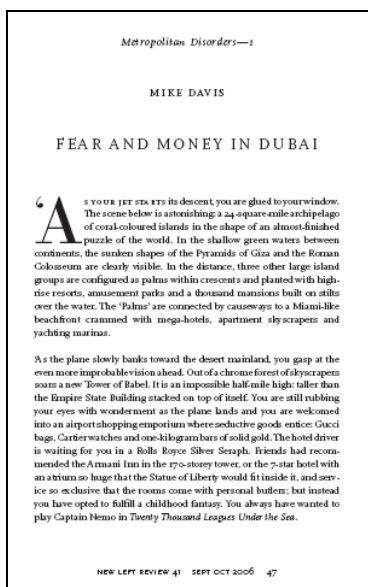 Metropolitan Disorders—1
MIKE DAVIS
FEAR AND MONEY IN DUBAI
‘As your jet starts its descent, you are glued to your window.
The scene below is astonishing: a 24-square-mile archipelago
of coral-coloured islands in the shape of an almost-finished
puzzle of the world. In the shallow green waters between
continents, the sunken shapes of the Pyramids of Giza and the Roman
Colosseum are clearly visible. In the distance, three other large island
groups are configured as palms within crescents and planted with high-
rise resorts, amusement parks and a thousand mansions built on stilts
over the water. The ‘Palms’ are connected by causeways to a Miami-like
beachfront crammed with mega-hotels, apartment skyscrapers and
yachting marinas.
‘As the plane slowly banks toward the desert mainland, you gasp at the
even more improbable vision ahead. Out of a chrome forest of skyscrapers
soars a new Tower of Babel. It is an impossible half-mile high: taller than
the Empire State Building stacked on top of itself. You are still rubbing
your eyes with wonderment as the plane lands and you are welcomed
into an airport shopping emporium where seductive goods entice: Gucci
bags, Cartier watches and one-kilogram bars of solid gold. The hotel driver
is waiting for you in a Rolls Royce Silver Seraph. Friends had recom-
mended the Armani Inn in the 170-storey tower, or the 7-star hotel with
an atrium so huge that the Statue of Liberty would fit inside it, and serv-
ice so exclusive that the rooms come with personal butlers; but instead
you have opted to fulfill a childhood fantasy. You always have wanted to
play Captain Nemo in Twenty Thousand Leagues Under the Sea.
NEW LEFT REVIEW 41 SEPT OCT 2006 47